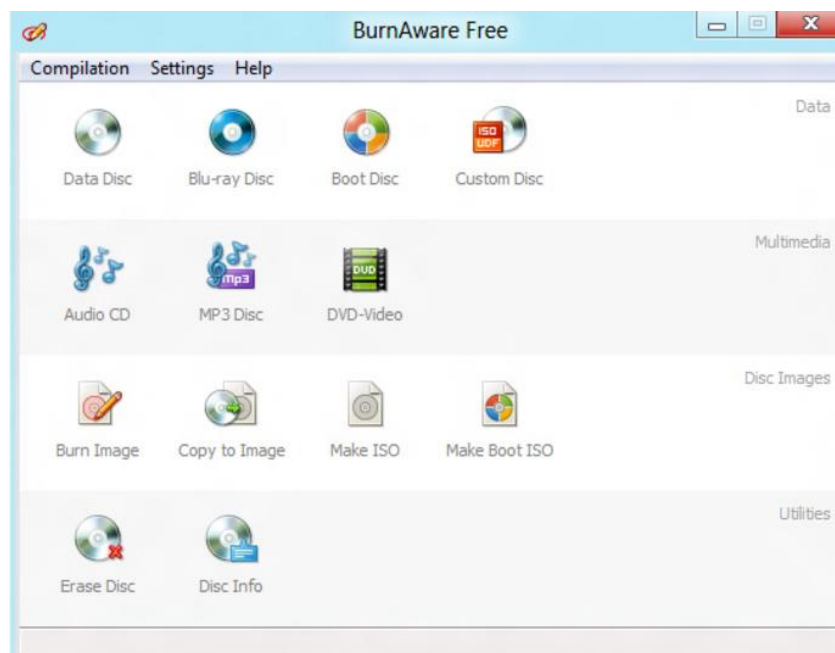 BurnAware Free
Compilation Settings Help
Data
Data Disc Blu-ray Disc Boot Disc ISO UDF Custom Disc
Multimedia
Audio CD mp3 MP3 Disc DVD DVD-Video
Disc Images
Burn Image Copy to Image Make ISO Make Boot ISO
Utilities
Erase Disc Disc Info